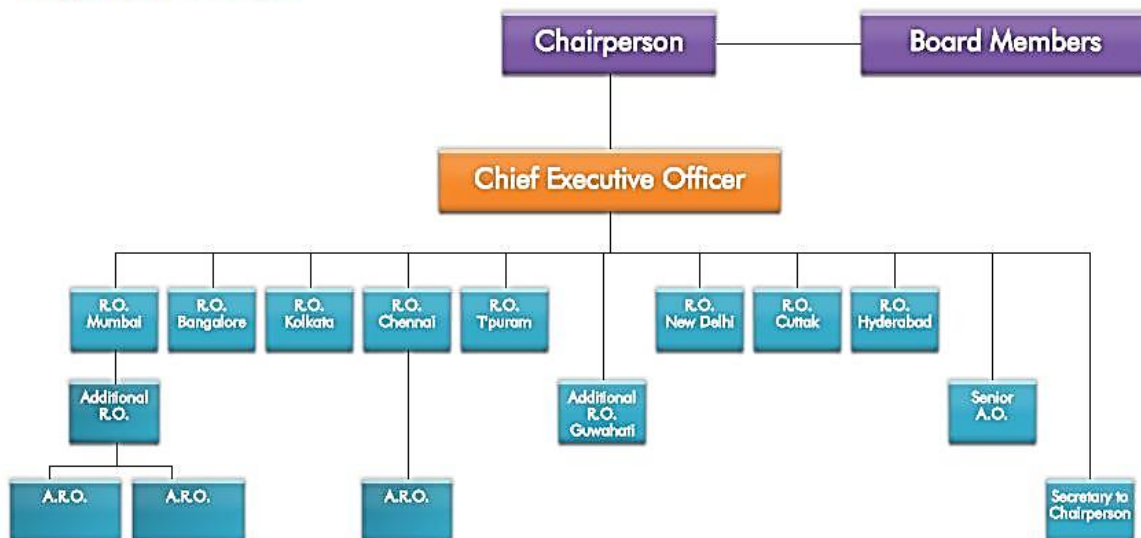 Chairperson
Board Members
Chief Executive Officer
R.O.
Mumbai
R.O.
Bangalore
R.O.
Kolkata
R.O.
Chennai
R.O.
T'puram
R.O.
New Delhi
R.O.
Cuttak
R.O.
Hyderabad
Additional
R.O.
Additional
R.O.
Guwahati
Senior
A.O.
A.R.O.
A.R.O.
A.R.O.
Secretary to
Chairperson